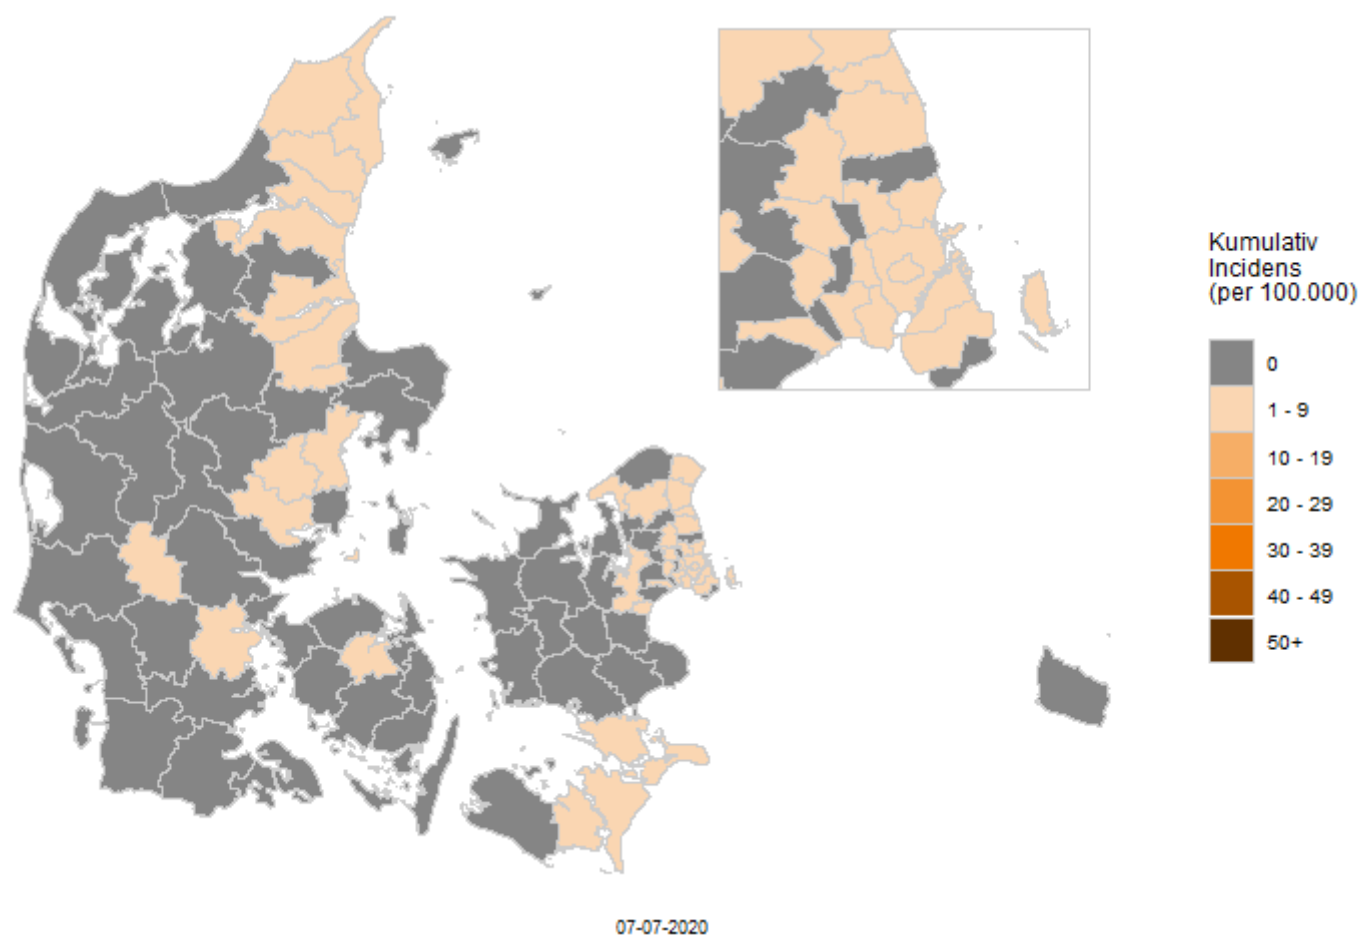 Kumulativ
Incidens
(per 100.000)
0
1 - 9
10 - 19
20 - 29
30 - 39
40 - 49
50+
07-07-2020